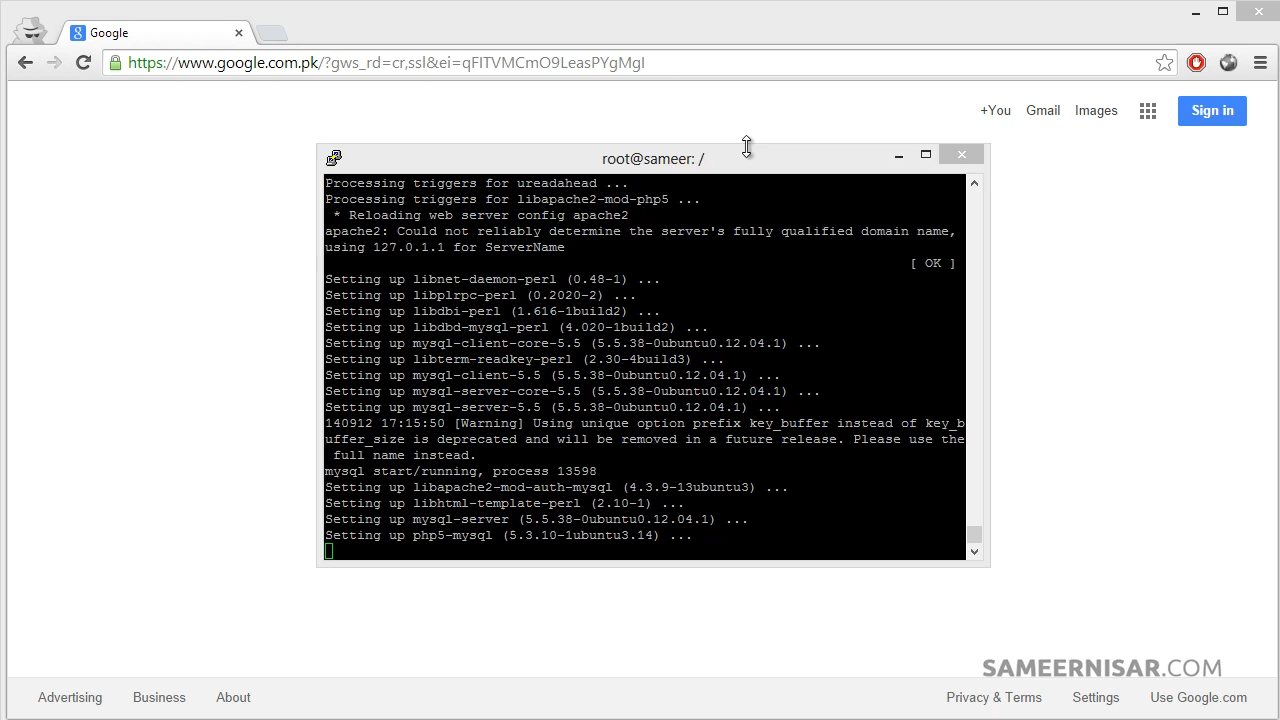 Google
https://www.google.com.pk/?gws_rd=cr,ssl&ei=qFITVMCmO9LeasPYgMgI
+You Gmail Images Sign in
root@sameer: /
Processing triggers for ureadahead ...
Processing triggers for libapache2-mod-php5 ...
* Reloading web server config apache2
apache2: Could not reliably determine the server's fully qualified domain name,
using 127.0.1.1 for ServerName
[ OK ]
Setting up libnet-daemon-perl (0.48-1) ...
Setting up libplrpc-perl (0.2020-2) ...
Setting up libdbi-perl (1.616-1build2) ...
Setting up libdbd-mysql-perl (4.020-1build2) ...
Setting up mysql-client-core-5.5 (5.5.38-0ubuntu0.12.04.1) ...
Setting up libterm-readkey-perl (2.30-4build3) ...
Setting up mysql-client-5.5 (5.5.38-0ubuntu0.12.04.1) ...
Setting up mysql-server-core-5.5 (5.5.38-0ubuntu0.12.04.1) ...
Setting up mysql-server-5.5 (5.5.38-0ubuntu0.12.04.1) ...
140912 17:15:50 [Warning] Using unique option prefix key_buffer instead of key_b
uffer_size is deprecated and will be removed in a future release. Please use the
full name instead.
mysql start/running, process 13598
Setting up libapache2-mod-auth-mysql (4.3.9-13ubuntu3) ...
Setting up libhtml-template-perl (2.10-1) ...
Setting up mysql-server (5.5.38-0ubuntu0.12.04.1) ...
Setting up php5-mysql (5.3.10-1ubuntu3.14) ...
SAMEERNISAR.COM
Advertising Business About Privacy & Terms Settings Use Google.com